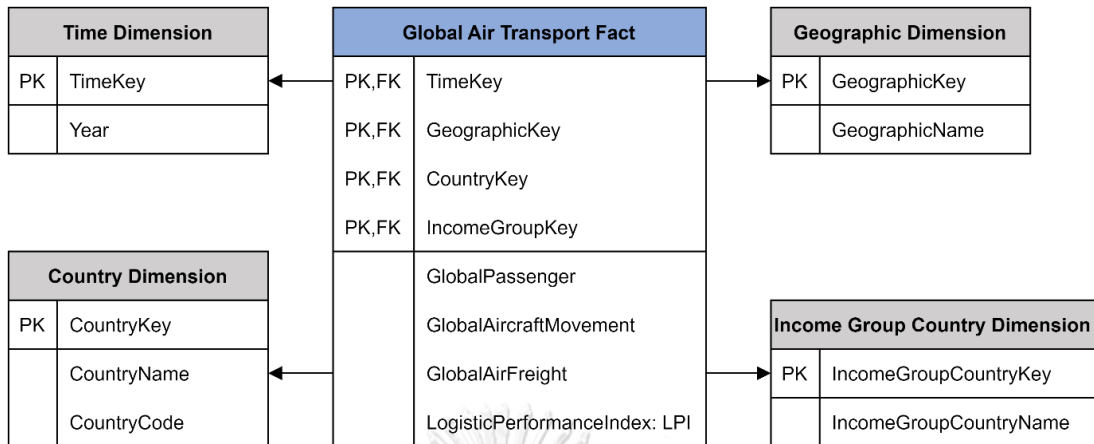 Time Dimension
PK TimeKey
Year
Global Air Transport Fact
PK,FK TimeKey
PK,FK GeographicKey
PK,FK CountryKey
PK,FK IncomeGroupKey
GlobalPassenger
GlobalAircraftMovement
GlobalAirFreight
LogisticPerformanceIndex: LPI
Geographic Dimension
PK GeographicKey
GeographicName
Country Dimension
PK CountryKey
CountryName
CountryCode
Income Group Country Dimension
PK IncomeGroupCountryKey
IncomeGroupCountryName